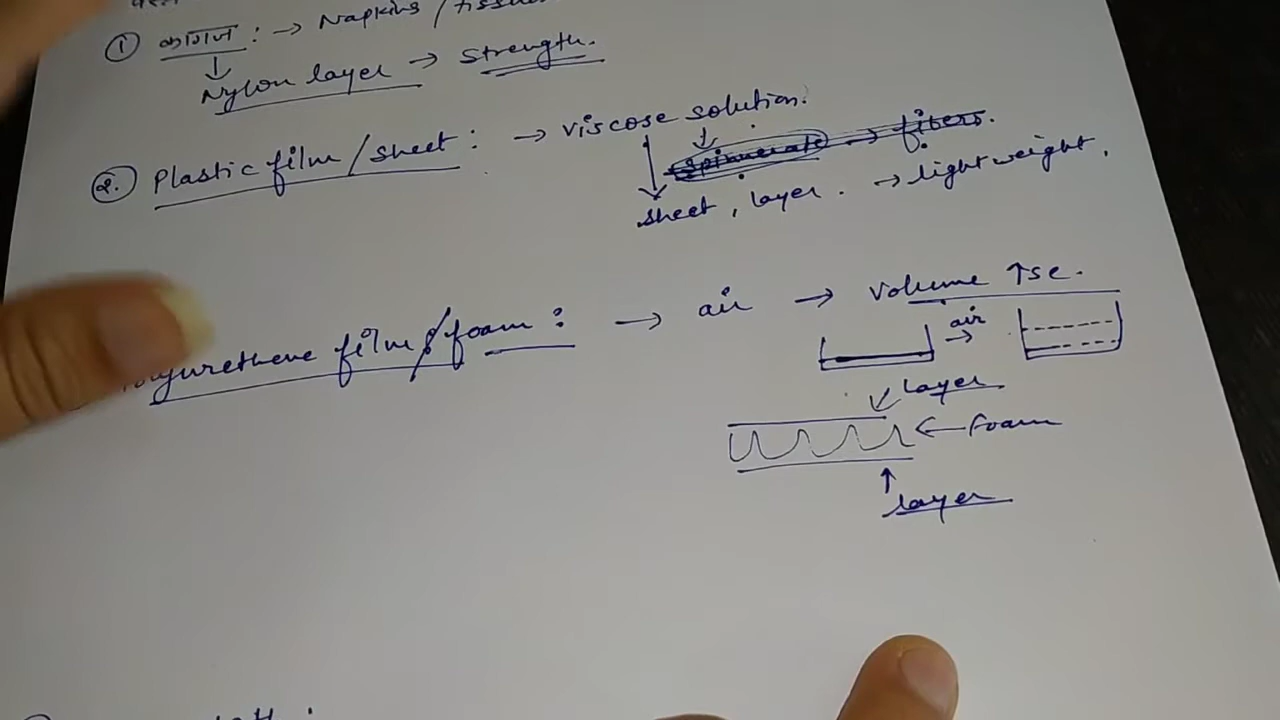 ① कागज : → Napkins / tissue
↓
Nylon layer → strength.
②. Plastic film / sheet : → viscose solution.
↓
sheet, layer. → light weight,
film / foam : → air → volume ↑se.
air →
layer
← foam
↑
layer